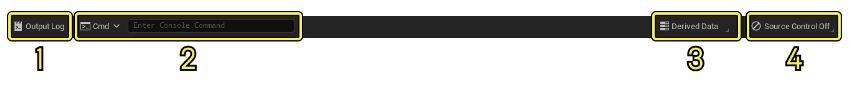 Output Log
Cmd
Enter Console Command
Derived Data
Source Control Off
1
2
3
4